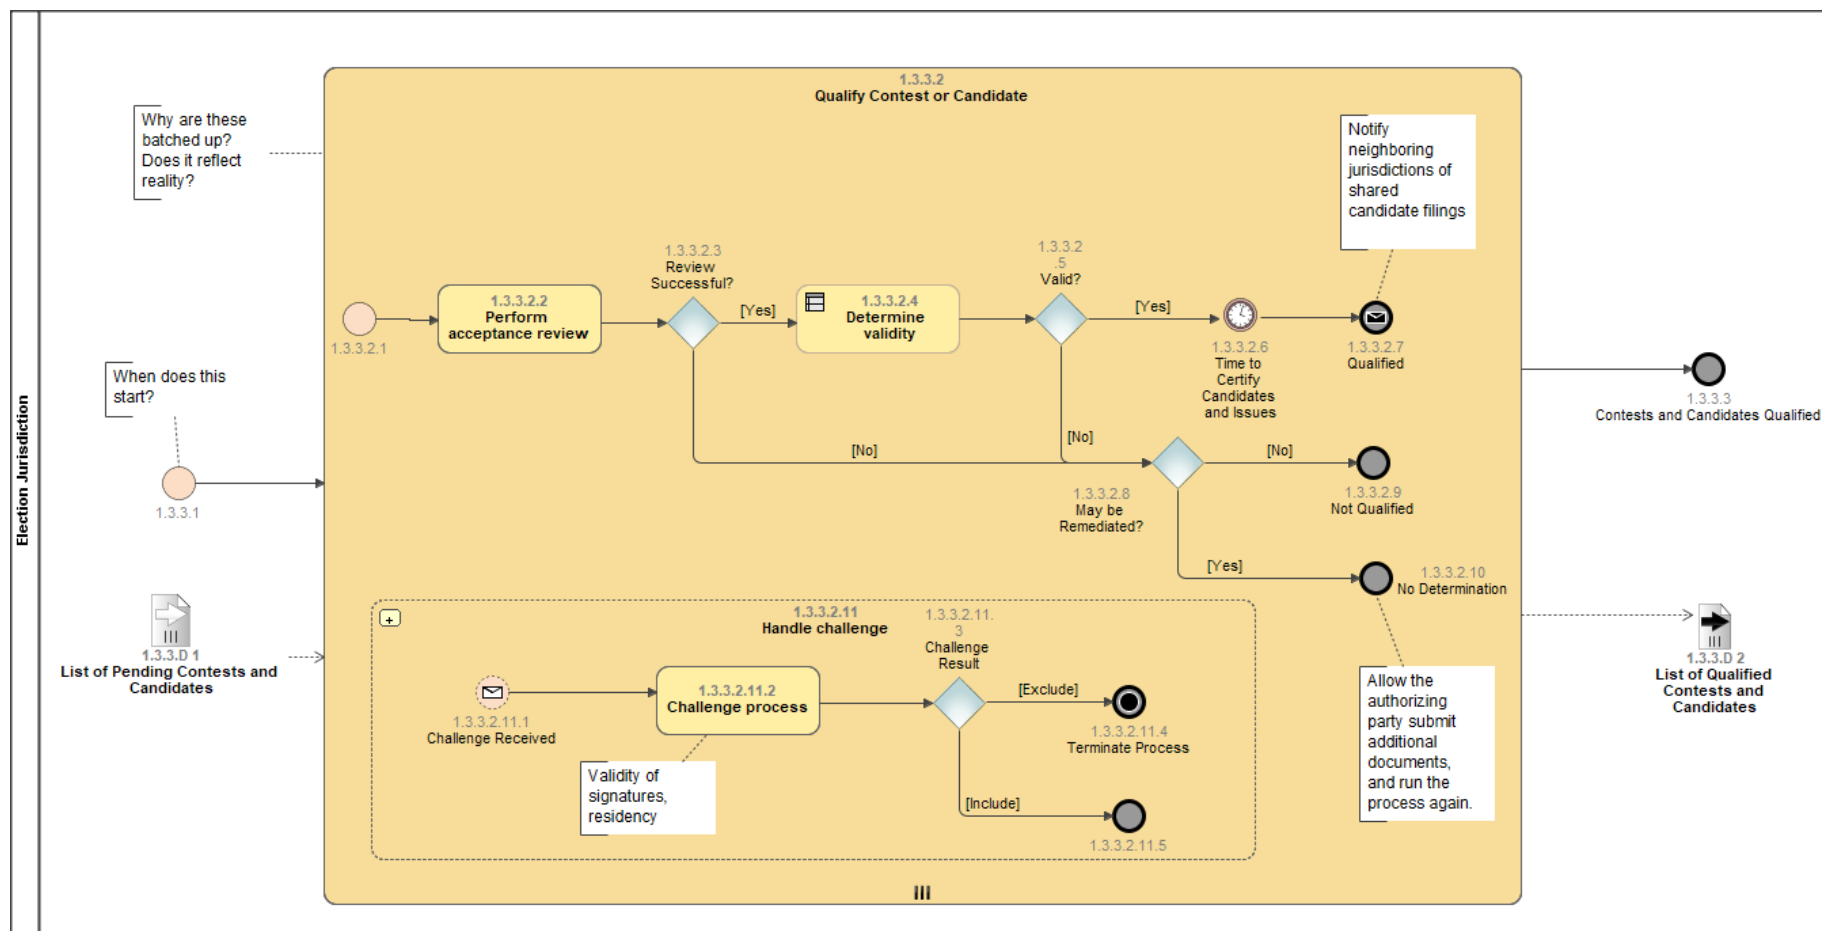 Election Jurisdiction
1.3.3.2
Qualify Contest or Candidate
Why are these
batched up?
Does it reflect
reality?
Notify
neighboring
jurisdictions of
shared
candidate filings
1.3.3.2.1
1.3.3.2.2
Perform
acceptance review
1.3.3.2.3
Review
Successful?
[Yes]
1.3.3.2.4
Determine
validity
1.3.3.2
.5
Valid?
[Yes]
1.3.3.2.6
Time to
Certify
Candidates
and Issues
1.3.3.2.7
Qualified
When does this
start?
1.3.3.1
1.3.3.3
Contests and Candidates Qualified
[No]
[No]
1.3.3.2.8
May be
Remediated?
[No]
1.3.3.2.9
Not Qualified
[Yes]
1.3.3.2.10
No Determination
1.3.3.D 1
List of Pending Contests and
Candidates
1.3.3.2.11
Handle challenge
1.3.3.2.11.1
Challenge Received
1.3.3.2.11.2
Challenge process
Validity of
signatures,
residency
1.3.3.2.11.
3
Challenge
Result
[Exclude]
1.3.3.2.11.4
Terminate Process
[Include]
1.3.3.2.11.5
Allow the
authorizing
party submit
additional
documents,
and run the
process again.
1.3.3.D 2
List of Qualified
Contests and
Candidates